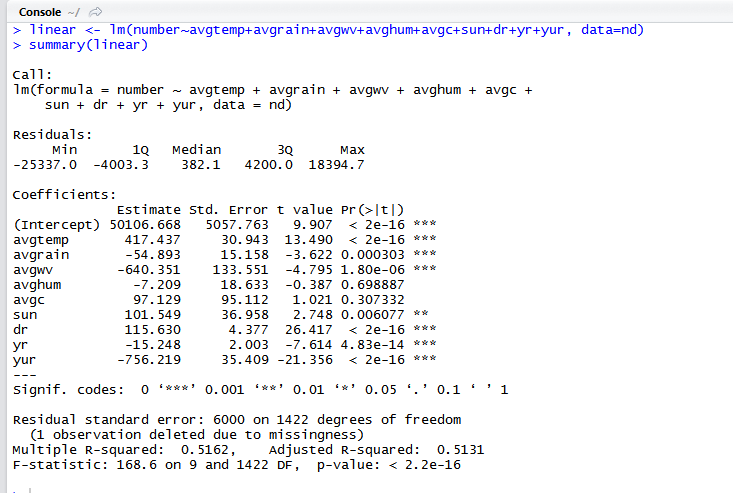 Console ~/
> linear <- lm(number~avgtemp+avgrain+avgwv+avghum+avgc+sun+dr+yr+yur, data=nd)
> summary(linear)
Call:
lm(formula = number ~ avgtemp + avgrain + avgwv + avghum + avgc +
    sun + dr + yr + yur, data = nd)
Residuals:
     Min       1Q   Median       3Q      Max
-25337.0  -4003.3    382.1   4200.0  18394.7
Coefficients:
             Estimate Std. Error t value Pr(>|t|)
(Intercept) 50106.668   5057.763   9.907  < 2e-16 ***
avgtemp       417.437     30.943  13.490  < 2e-16 ***
avgrain       -54.893     15.158  -3.622 0.000303 ***
avgwv        -640.351    133.551  -4.795 1.80e-06 ***
avghum         -7.209     18.633  -0.387 0.698887
avgc           97.129     95.112   1.021 0.307332
sun           101.549     36.958   2.748 0.006077 **
dr            115.630      4.377  26.417  < 2e-16 ***
yr            -15.248      2.003  -7.614 4.83e-14 ***
yur          -756.219     35.409 -21.356  < 2e-16 ***
---
Signif. codes:  0 ‘***’ 0.001 ‘**’ 0.01 ‘*’ 0.05 ‘.’ 0.1 ‘ ’ 1
Residual standard error: 6000 on 1422 degrees of freedom
  (1 observation deleted due to missingness)
Multiple R-squared:  0.5162,    Adjusted R-squared:  0.5131
F-statistic: 168.6 on 9 and 1422 DF,  p-value: < 2.2e-16